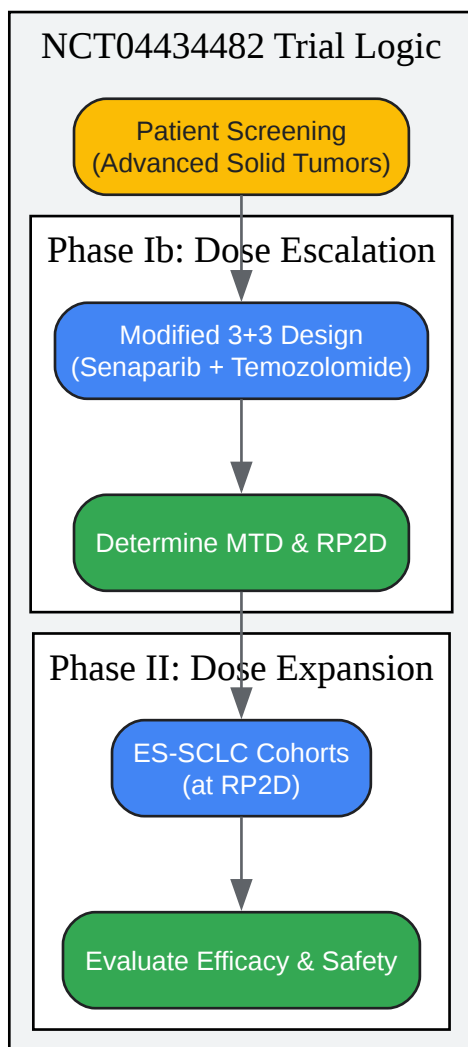 NCT04434482 Trial Logic
Patient Screening
(Advanced Solid Tumors)
Phase Ib: Dose Escalation
Modified 3+3 Design
(Senaparib + Temozolomide)
Determine MTD & RP2D
Phase II: Dose Expansion
ES-SCLC Cohorts
(at RP2D)
Evaluate Efficacy & Safety